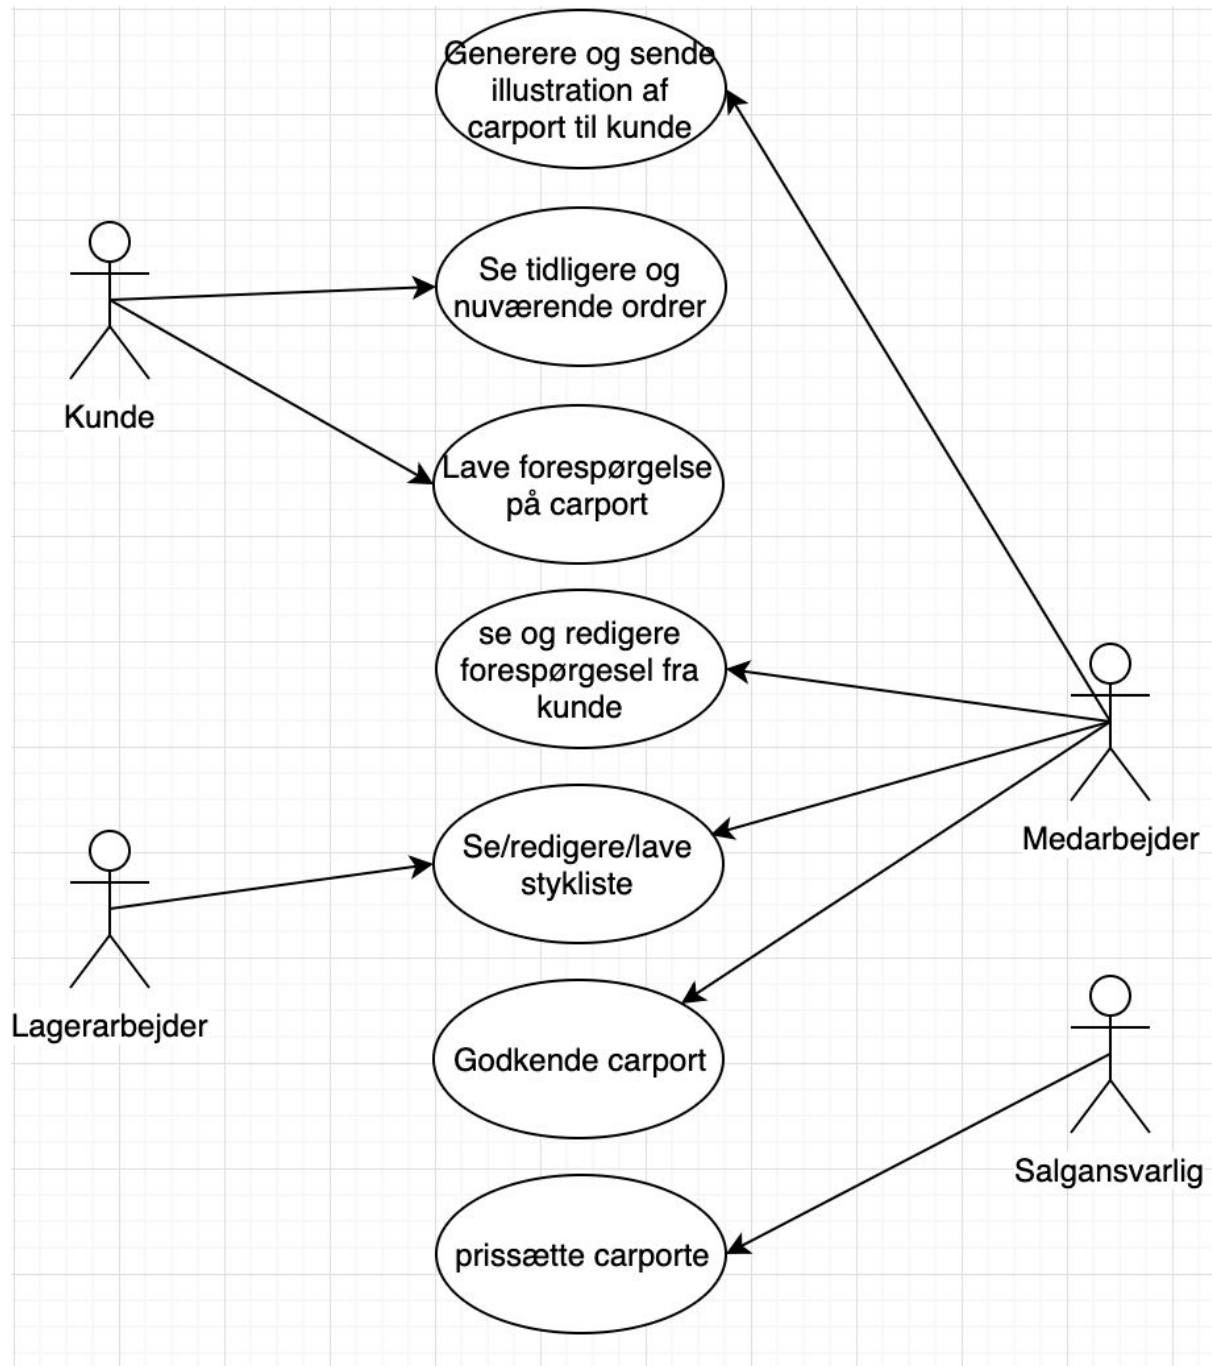 Generere og sende
illustration af
carport til kunde
Se tidligere og
nuværende ordrer
Kunde
Lave forespørgelse
på carport
se og redigere
forespørgesel fra
kunde
Medarbejder
Se/redigere/lave
stykliste
Lagerarbejder
Godkende carport
Salgansvarlig
prissætte carporte